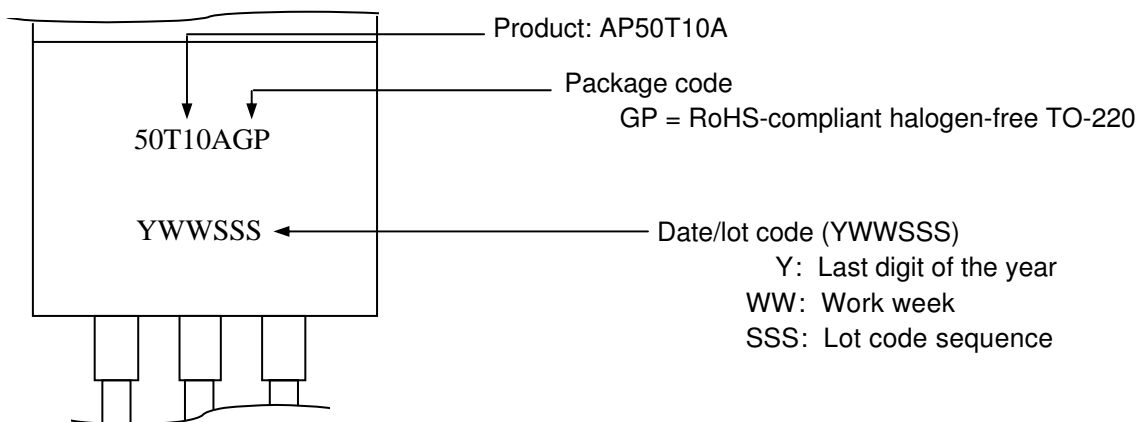 Product: AP50T10A
Package code
GP = RoHS-compliant halogen-free TO-220
50T10AGP
YWWSSS
Date/lot code (YWWSSS)
Y: Last digit of the year
WW: Work week
SSS: Lot code sequence